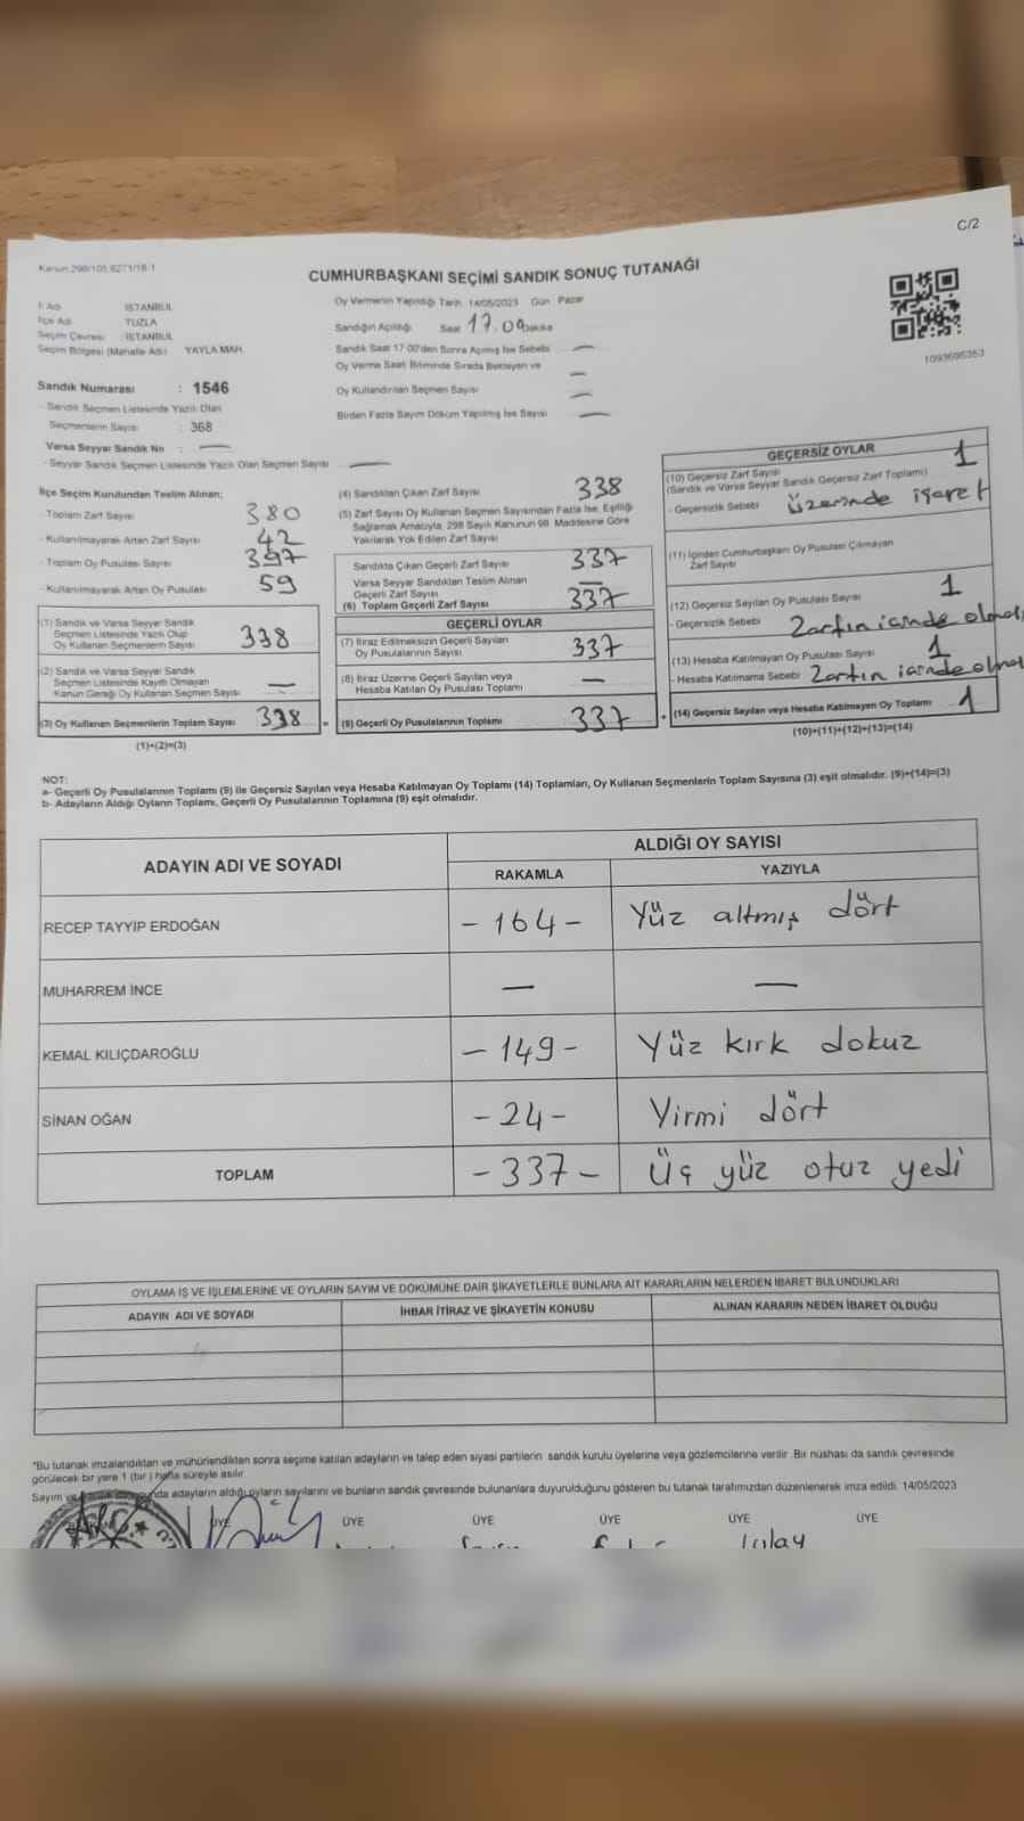 C/2
Kanun 298/105,6271/18-1
CUMHURBAŞKANI SEÇİMİ SANDIK SONUÇ TUTANAĞI
İl Adı : İSTANBUL
İlçe Adı : TUZLA
Seçim Çevresi : İSTANBUL
Seçim Bölgesi (Mahalle Adı) YAYLA MAH.
Sandık Numarası : 1546
- Sandık Seçmen Listesinde Yazılı Olan
Seçmenlerin Sayısı : 368
Varsa Seyyar Sandık No : —
- Seyyar Sandık Seçmen Listesinde Yazılı Olan Seçmen Sayısı —
Oy Vermenin Yapıldığı Tarih 14/05/2023 Gün Pazar
Sandığın Açıldığı Saat 17.00 Dakika
Sandık Saat 17:00'den Sonra Açılmış İse Sebebi —
Oy Verme Saati Bitiminde Sırada Bekleyen ve —
Oy Kullandırılan Seçmen Sayısı —
Birden Fazla Sayım Döküm Yapılmış İse Sayısı —
1093695353
İlçe Seçim Kurulundan Teslim Alınan;
- Toplam Zarf Sayısı 380
- Kullanılmayarak Artan Zarf Sayısı 42
- Toplam Oy Pusulası Sayısı 397
- Kullanılmayarak Artan Oy Pusulası 59
(1) Sandık ve Varsa Seyyar Sandık
Seçmen Listesinde Yazılı Olup
Oy Kullanan Seçmenlerin Sayısı 338
(2) Sandık ve Varsa Seyyar Sandık
Seçmen Listesinde Kayıtlı Olmayan
Kanun Gereği Oy Kullanan Seçmen Sayısı —
(3) Oy Kullanan Seçmenlerin Toplam Sayısı 338
(1)+(2)=(3)
(4) Sandıktan Çıkan Zarf Sayısı 338
(5) Zarf Sayısı Oy Kullanan Seçmen Sayısından Fazla İse, Eşitliği
Sağlamak Amacıyla, 298 Sayılı Kanunun 98. Maddesine Göre
Yakılarak Yok Edilen Zarf Sayısı
Sandıkta Çıkan Geçerli Zarf Sayısı 337
Varsa Seyyar Sandıktan Teslim Alınan
Geçerli Zarf Sayısı —
(6) Toplam Geçerli Zarf Sayısı 337
GEÇERLİ OYLAR
(7) İtiraz Edilmeksizin Geçerli Sayılan
Oy Pusulalarının Sayısı 337
(8) İtiraz Üzerine Geçerli Sayılan veya
Hesaba Katılan Oy Pusulası Toplamı —
(9) Geçerli Oy Pusulalarının Toplamı 337
GEÇERSİZ OYLAR
(10) Geçersiz Zarf Sayısı 1
(Sandık ve Varsa Seyyar Sandık Geçersiz Zarf Toplamı)
- Geçersizlik Sebebi üzerinde işaret
(11) İçinden Cumhurbaşkanı Oy Pusulası Çıkmayan
Zarf Sayısı
(12) Geçersiz Sayılan Oy Pusulası Sayısı 1
- Geçersizlik Sebebi Zarfın içinde
(13) Hesaba Katılmayan Oy Pusulası Sayısı 1
- Hesaba Katılmama Sebebi Zarfın içinde
(14) Geçersiz Sayılan veya Hesaba Katılmayan Oy Toplamı 1
(10)+(11)+(12)+(13)=(14)
NOT:
a- Geçerli Oy Pusulalarının Toplamı (9) ile Geçersiz Sayılan veya Hesaba Katılmayan Oy Toplamı (14) Toplamları, Oy Kullanan Seçmenlerin Toplam Sayısına (3) eşit olmalıdır. (9)+(14)=(3)
b- Adayların Aldığı Oyların Toplamı, Geçerli Oy Pusulalarının Toplamına (9) eşit olmalıdır.
ADAYIN ADI VE SOYADI
ALDIĞI OY SAYISI
RAKAMLA YAZIYLA
RECEP TAYYİP ERDOĞAN - 164 - Yüz altmış dört
MUHARREM İNCE — —
KEMAL KILIÇDAROĞLU - 149 - Yüz kırk dokuz
SİNAN OĞAN - 24 - Yirmi dört
TOPLAM - 337 - Üç yüz otuz yedi
OYLAMA İŞ VE İŞLEMLERİNE VE OYLARIN SAYIM VE DÖKÜMÜNE DAİR ŞİKAYETLERLE BUNLARA AİT KARARLARIN NELERDEN İBARET BULUNDUKLARI
ADAYIN ADI VE SOYADI İHBAR İTİRAZ VE ŞİKAYETİN KONUSU ALINAN KARARIN NEDEN İBARET OLDUĞU
*Bu tutanak imzalandıktan ve mühürlendikten sonra seçime katılan adayların ve talep eden siyasi partilerin sandık kurulu üyelerine veya gözlemcilerine verilir. Bir nüshası da sandık çevresinde
görülecek bir yere 1 (bir) hafta süreyle asılır.
Sayım adayların aldığı oyların sayılarını ve bunların sandık çevresinde bulunanlara duyurulduğunu gösteren bu tutanak tarafımızdan düzenlenerek imza edildi. 14/05/2023
ÜYE ÜYE ÜYE ÜYE ÜYE ÜYE